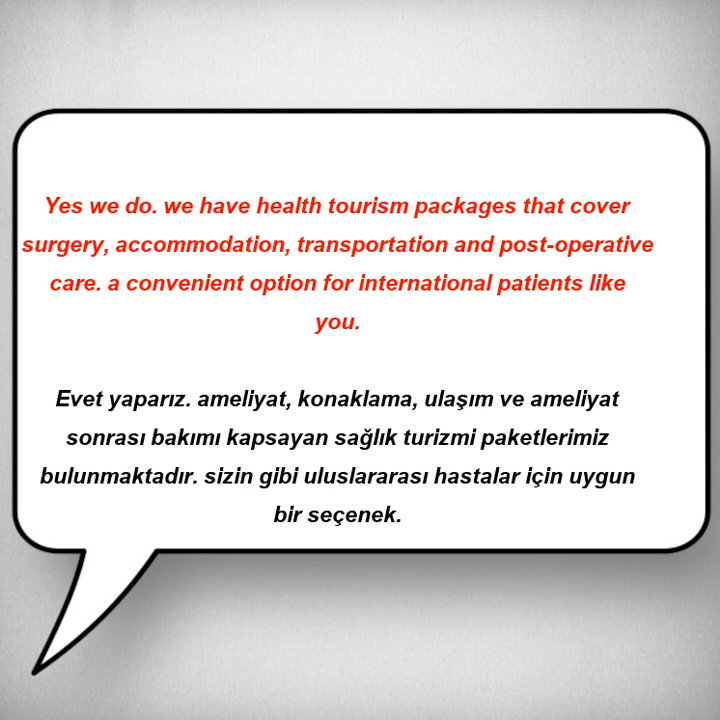 Yes we do. we have health tourism packages that cover
surgery, accommodation, transportation and post-operative
care. a convenient option for international patients like
you.
Evet yaparız. ameliyat, konaklama, ulaşım ve ameliyat
sonrası bakımı kapsayan sağlık turizmi paketlerimiz
bulunmaktadır. sizin gibi uluslararası hastalar için uygun
bir seçenek.